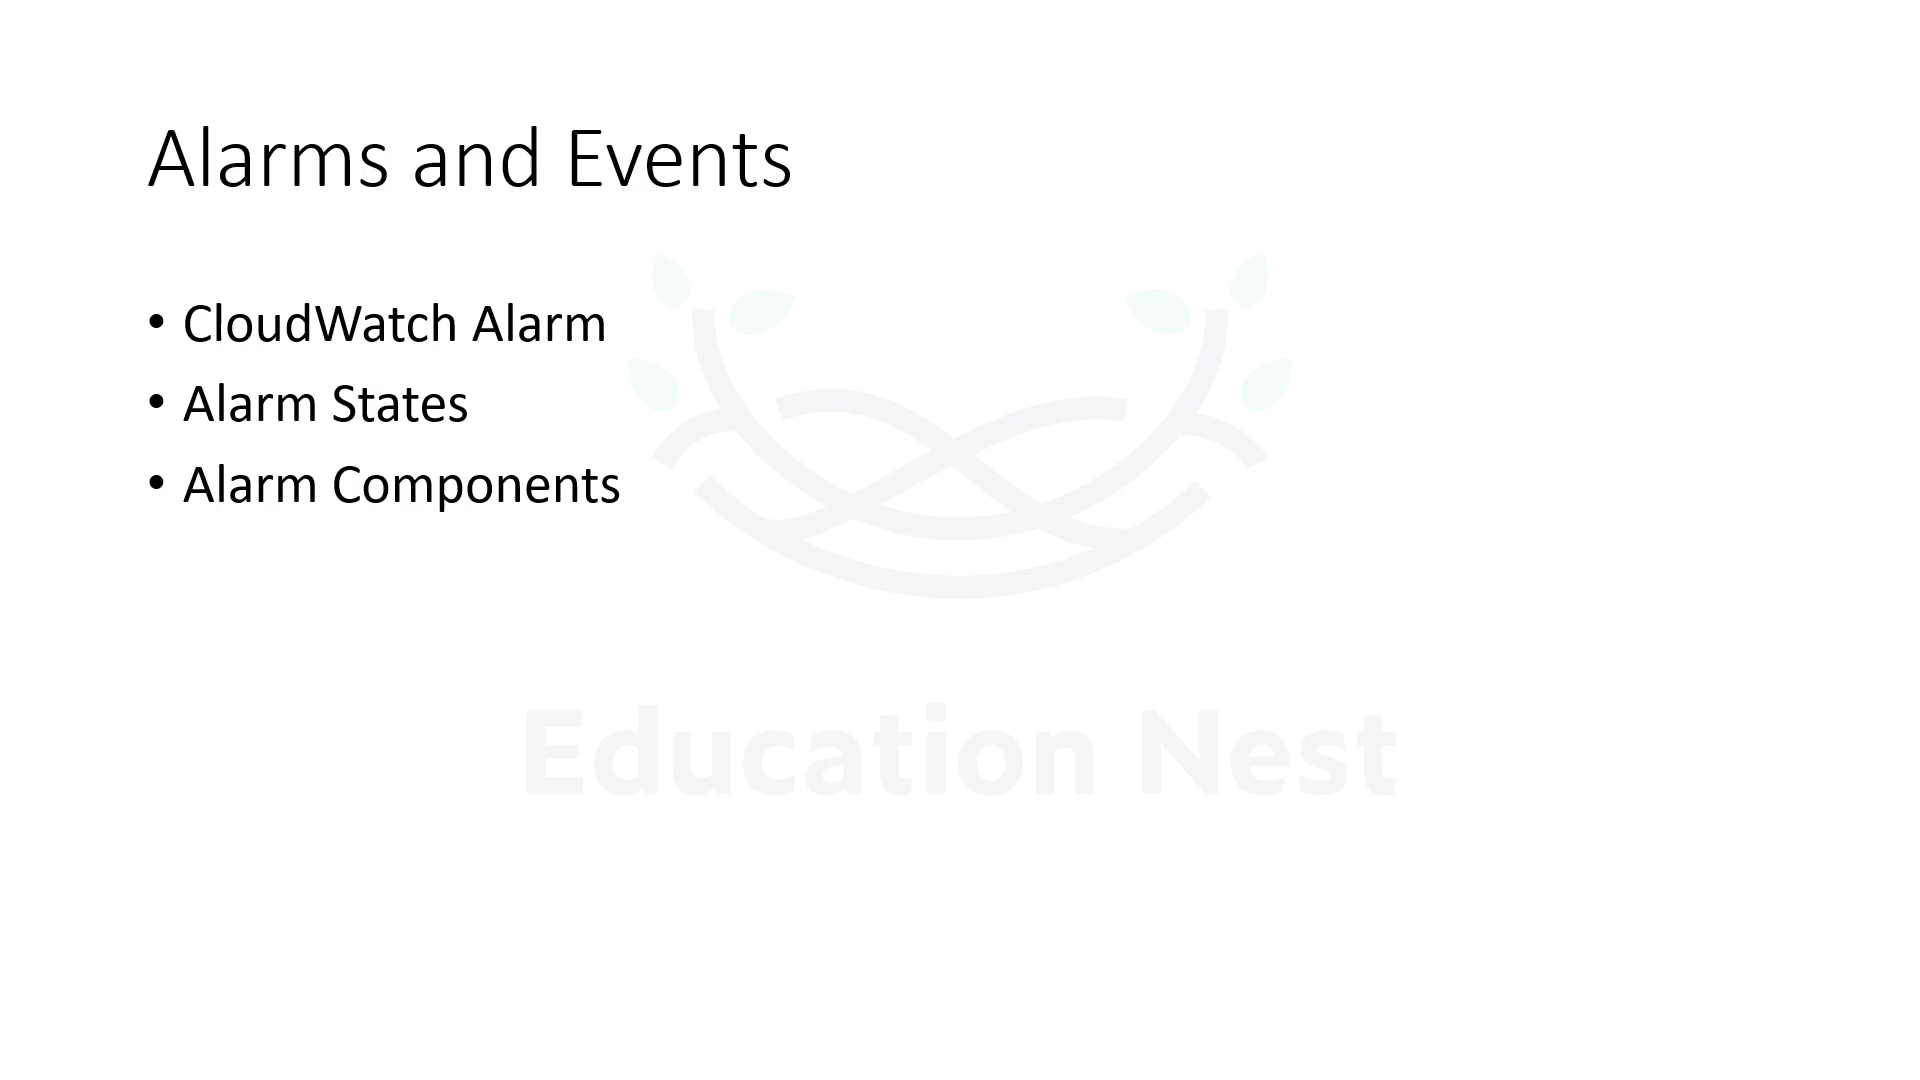 Alarms and Events
• CloudWatch Alarm
• Alarm States
• Alarm Components
Education Nest